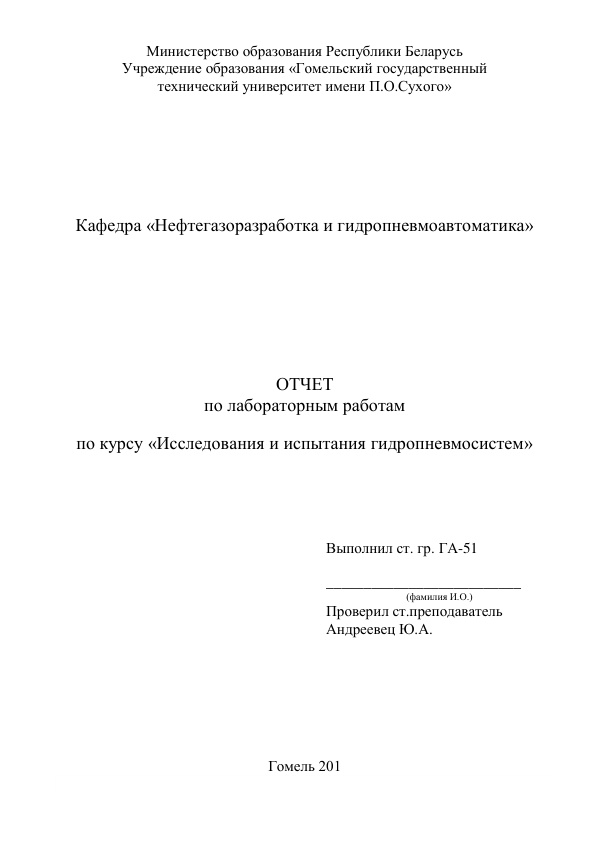 Министерство образования Республики Беларусь
Учреждение образования «Гомельский государственный
технический университет имени П.О.Сухого»
Кафедра «Нефтегазоразработка и гидропневмоавтоматика»
ОТЧЕТ
по лабораторным работам
по курсу «Исследования и испытания гидропневмосистем»
Выполнил ст. гр. ГА-51
(фамилия И.О.)
Проверил ст.преподаватель
Андреевец Ю.А.
Гомель 201